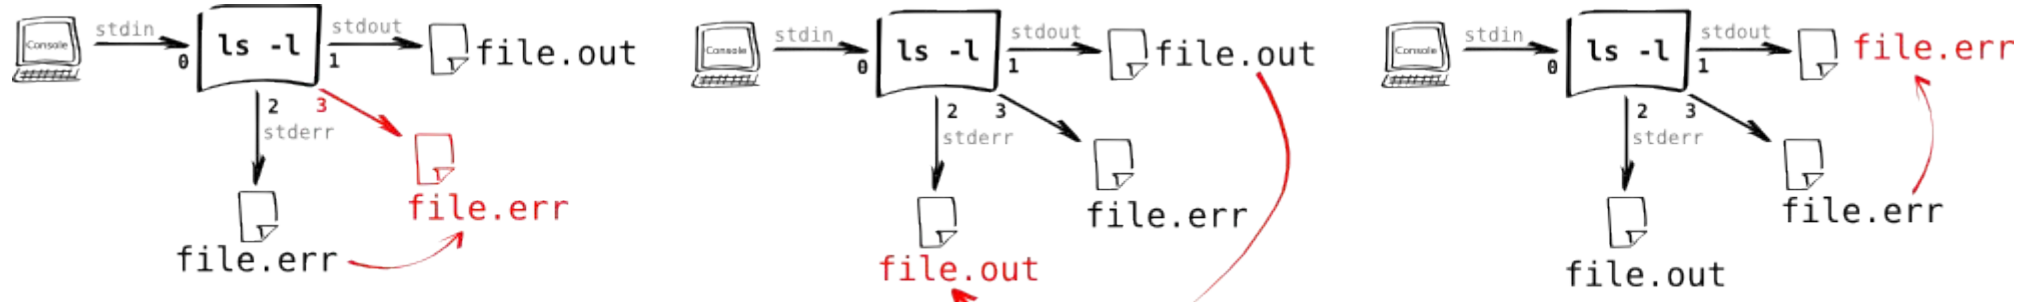 stdin
stdout
Console
ls -l
file.out
0
1
2
3
stderr
file.err
file.err
stdin
stdout
Console
ls -l
file.out
0
1
2
3
stderr
file.err
file.out
stdin
stdout
Console
ls -l
file.err
0
1
2
3
stderr
file.err
file.out